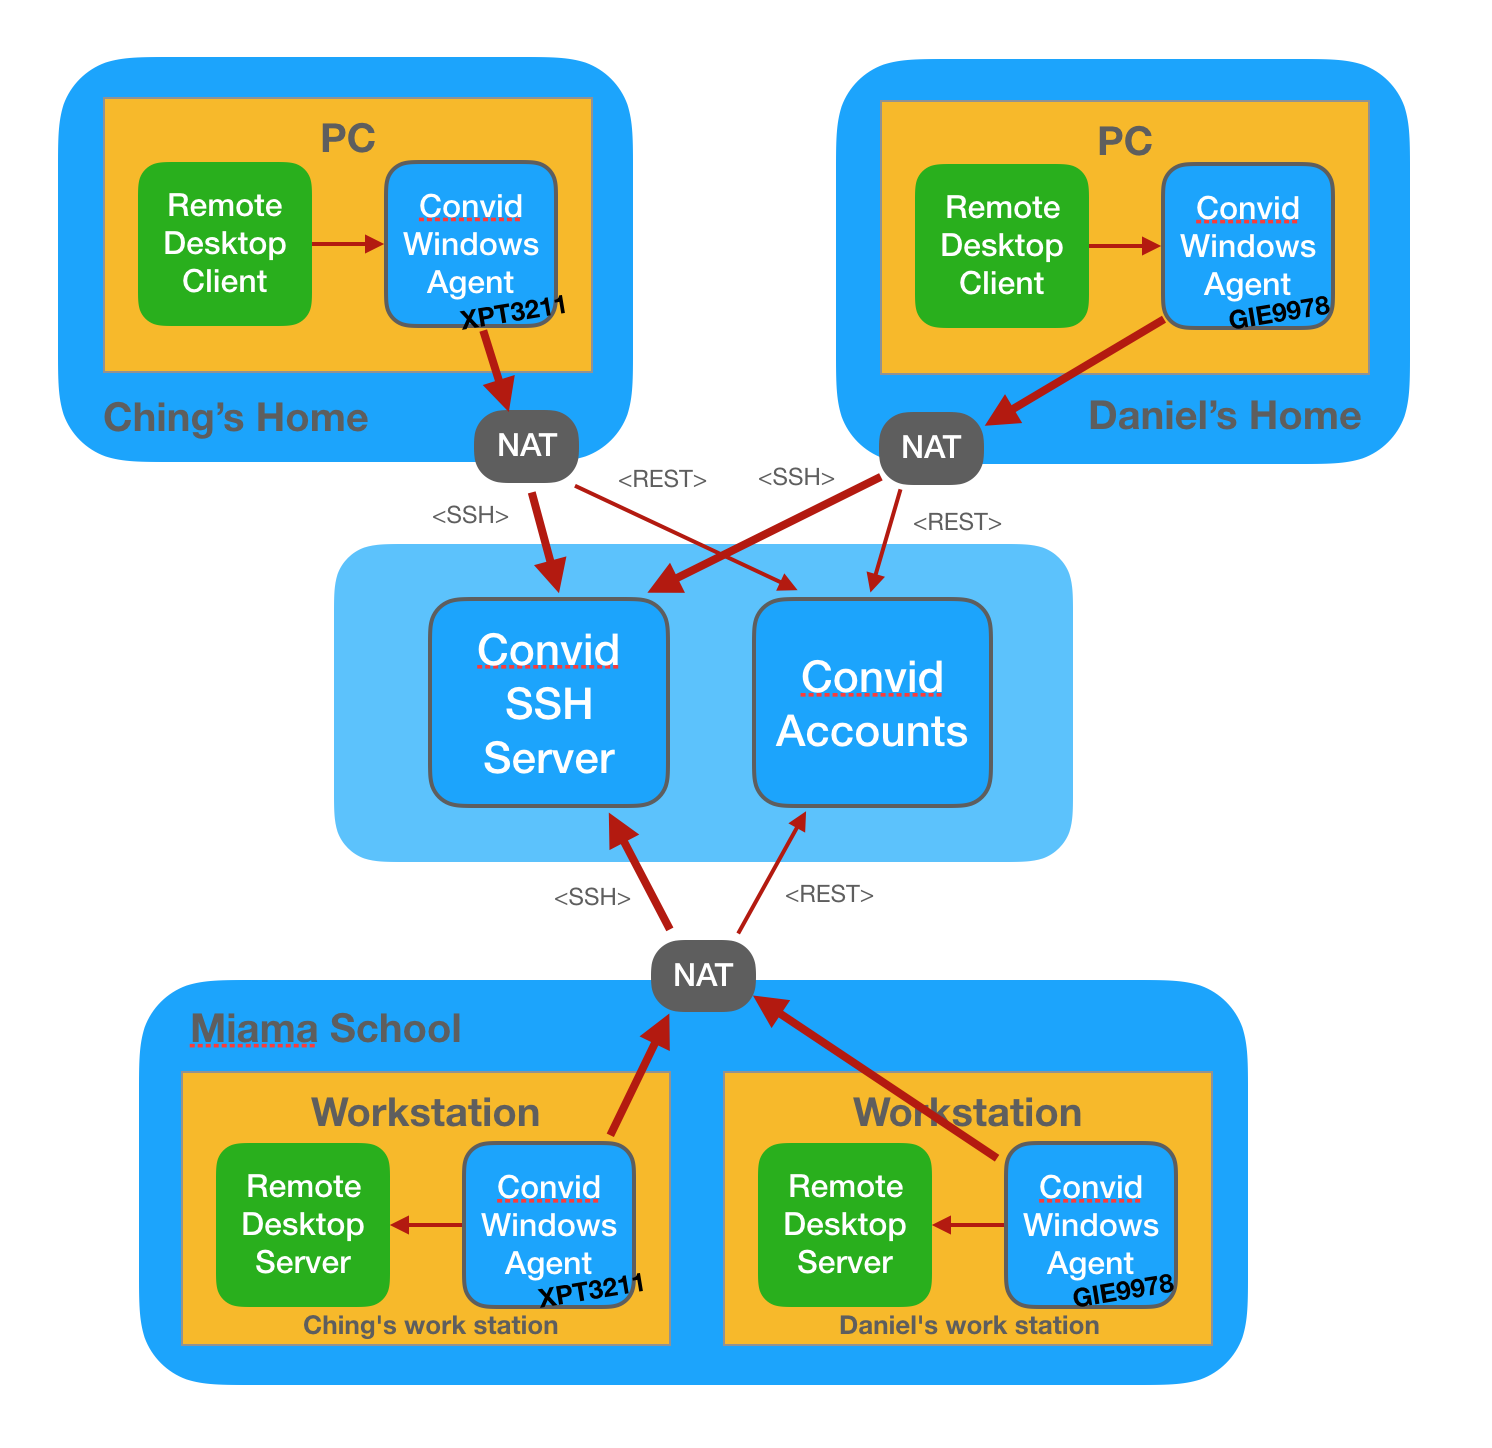 PC
Remote
Desktop
Client
Convid
Windows
Agent
XPT3211
Ching's Home
NAT
PC
Remote
Desktop
Client
Convid
Windows
Agent
GIE9978
Daniel's Home
NAT
<SSH>
<REST>
<SSH>
<REST>
Convid
SSH
Server
Convid
Accounts
<SSH>
<REST>
NAT
Miama School
Workstation
Remote
Desktop
Server
Convid
Windows
Agent
XPT3211
Ching's work station
Workstation
Remote
Desktop
Server
Convid
Windows
Agent
GIE9978
Daniel's work station